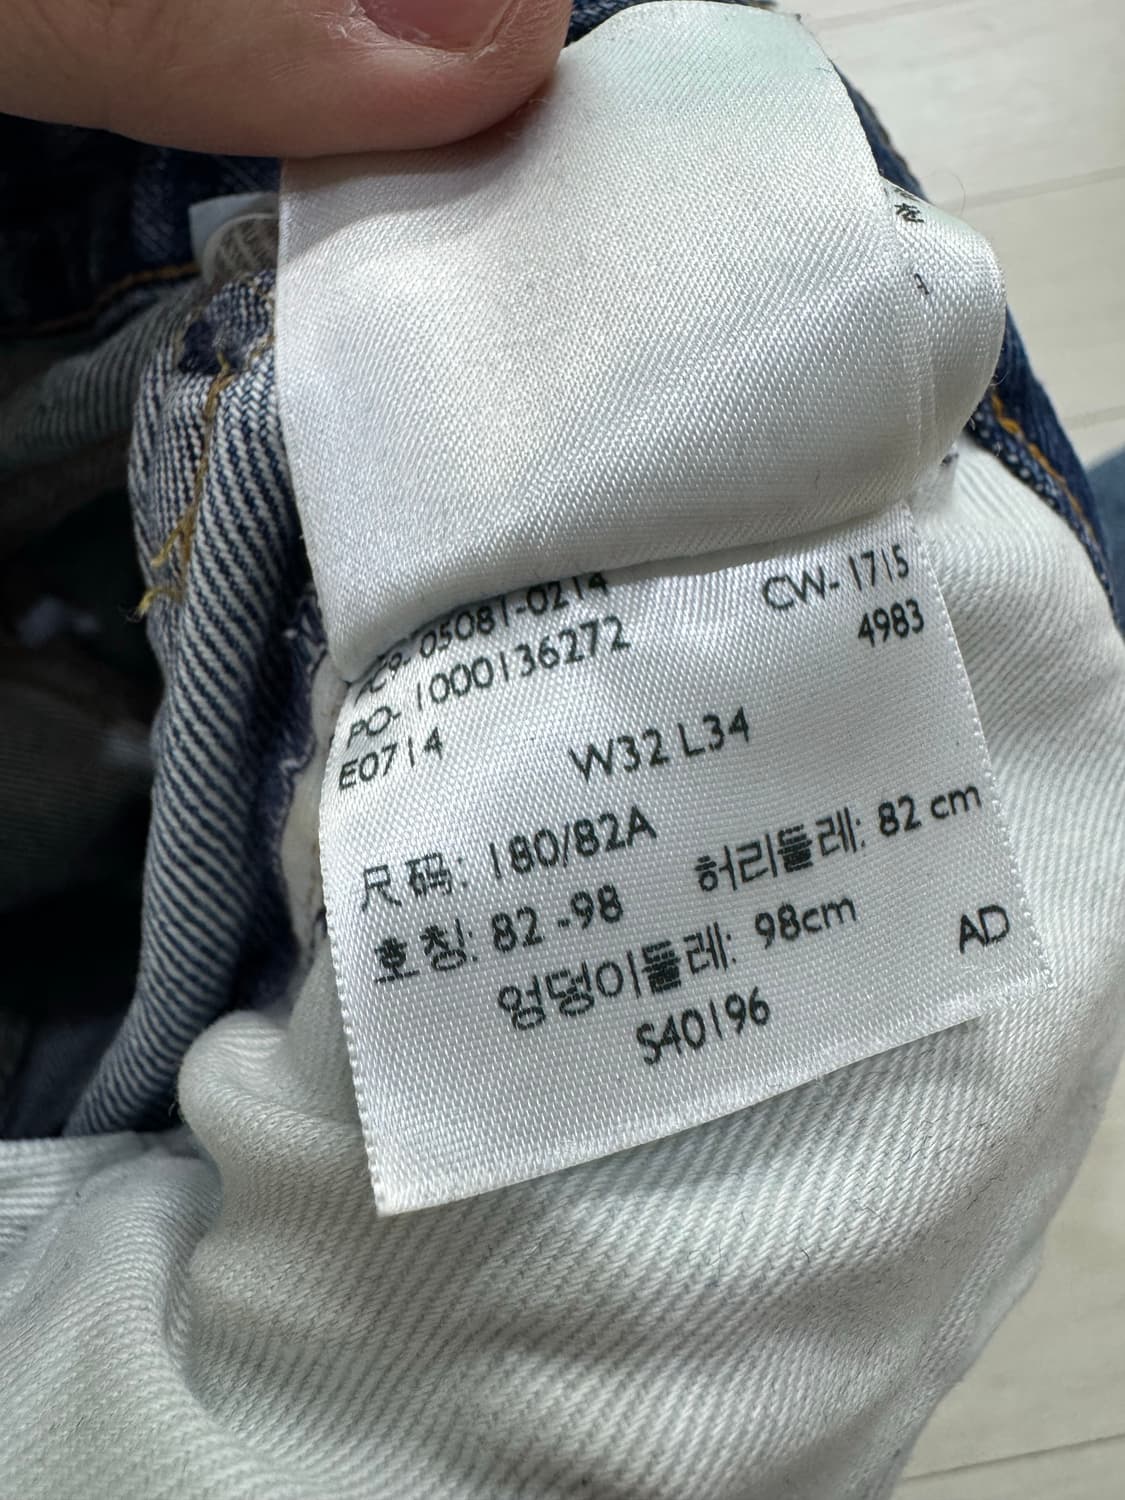 05081-0214
CW-1715
PO- 1000136272
4983
E0714
W32 L34
尺码: 180/82A
호칭: 82 -98 허리둘레: 82 cm
엉덩이둘레: 98cm
AD
S40196